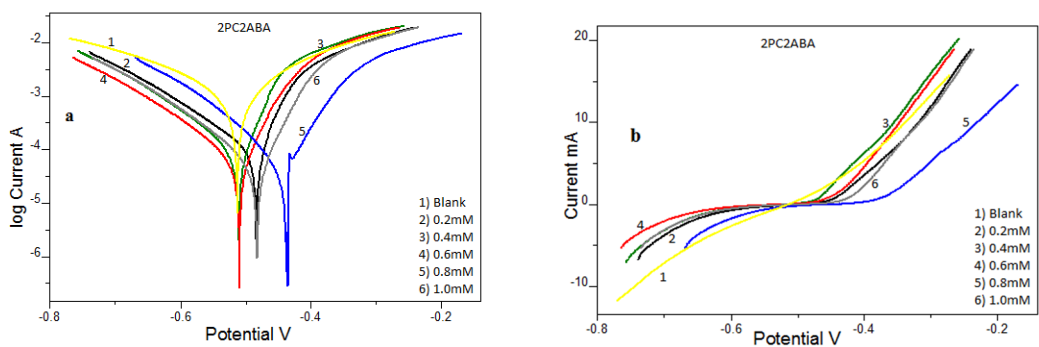 2PC2ABA
-2
-3
-4
-5
-6
log Current A
a
1
2
3
4
5
6
1) Blank
2) 0.2mM
3) 0.4mM
4) 0.6mM
5) 0.8mM
6) 1.0mM
-0.8
-0.6
-0.4
-0.2
Potential V
2PC2ABA
20
10
0
-10
Current mA
b
3
5
6
4
2
1
1) Blank
2) 0.2mM
3) 0.4mM
4) 0.6mM
5) 0.8mM
6) 1.0mM
-0.8
-0.6
-0.4
-0.2
Potential V